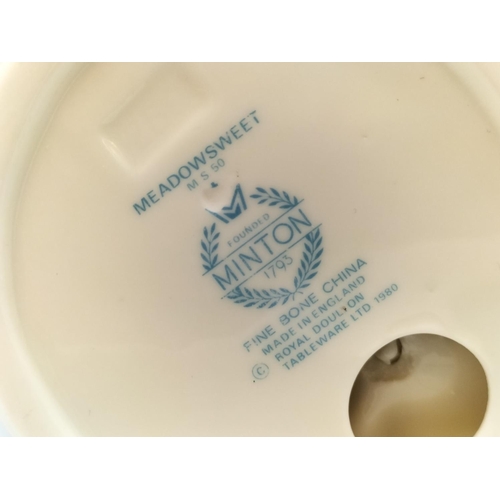 MEADOWSWEET
M S 50
FOUNDED
MINTON
1793
FINE BONE CHINA
MADE IN ENGLAND
© ROYAL DOULTON
TABLEWARE LTD 1980